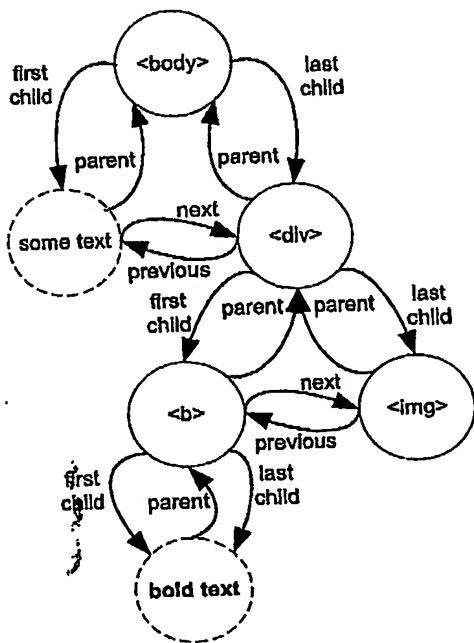 <body>
first
child
last
child
parent
parent
some text
next
previous
<div>
first
child
parent
parent
last
child
<b>
next
previous
<img>
first
child
parent
last
child
bold text